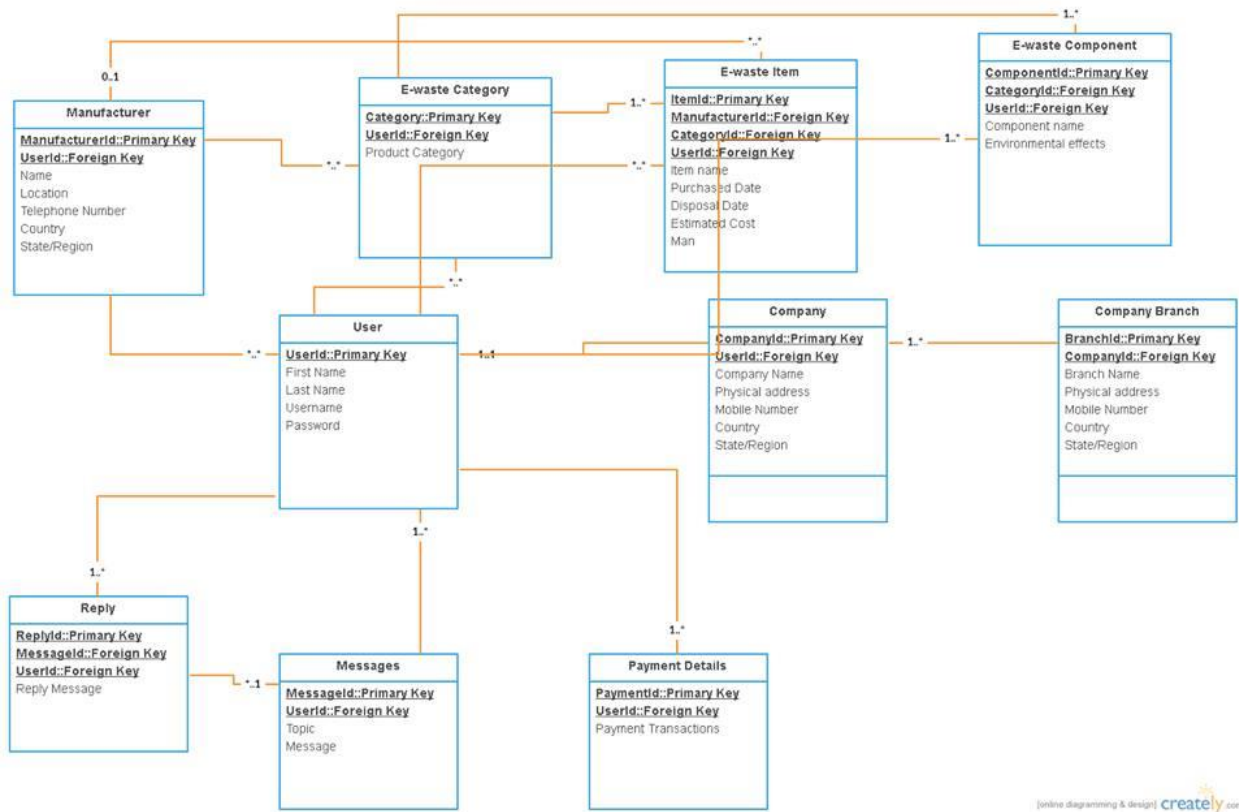 1..*
*..*
0..1
Manufacturer
ManufacturerId::Primary Key
UserId::Foreign Key
Name
Location
Telephone Number
Country
State/Region
E-waste Category
Category::Primary Key
UserId::Foreign Key
Product Category
1..*
*..*
*..*
E-waste Item
ItemId::Primary Key
ManufacturerId::Foreign Key
CategoryId::Foreign Key
UserId::Foreign Key
Item name
Purchased Date
Disposal Date
Estimated Cost
Man
E-waste Component
ComponentId::Primary Key
CategoryId::Foreign Key
UserId::Foreign Key
Component name
Environmental effects
1..*
*..*
*..*
User
UserId::Primary Key
First Name
Last Name
Username
Password
1..1
Company
CompanyId::Primary Key
UserId::Foreign Key
Company Name
Physical address
Mobile Number
Country
State/Region
1..*
Company Branch
BranchId::Primary Key
CompanyId::Foreign Key
Branch Name
Physical address
Mobile Number
Country
State/Region
1..*
1..*
1..*
Reply
ReplyId::Primary Key
MessageId::Foreign Key
UserId::Foreign Key
Reply Message
*..1
Messages
MessageId::Primary Key
UserId::Foreign Key
Topic
Message
Payment Details
PaymentId::Primary Key
UserId::Foreign Key
Payment Transactions
[online diagramming & design] creately.com